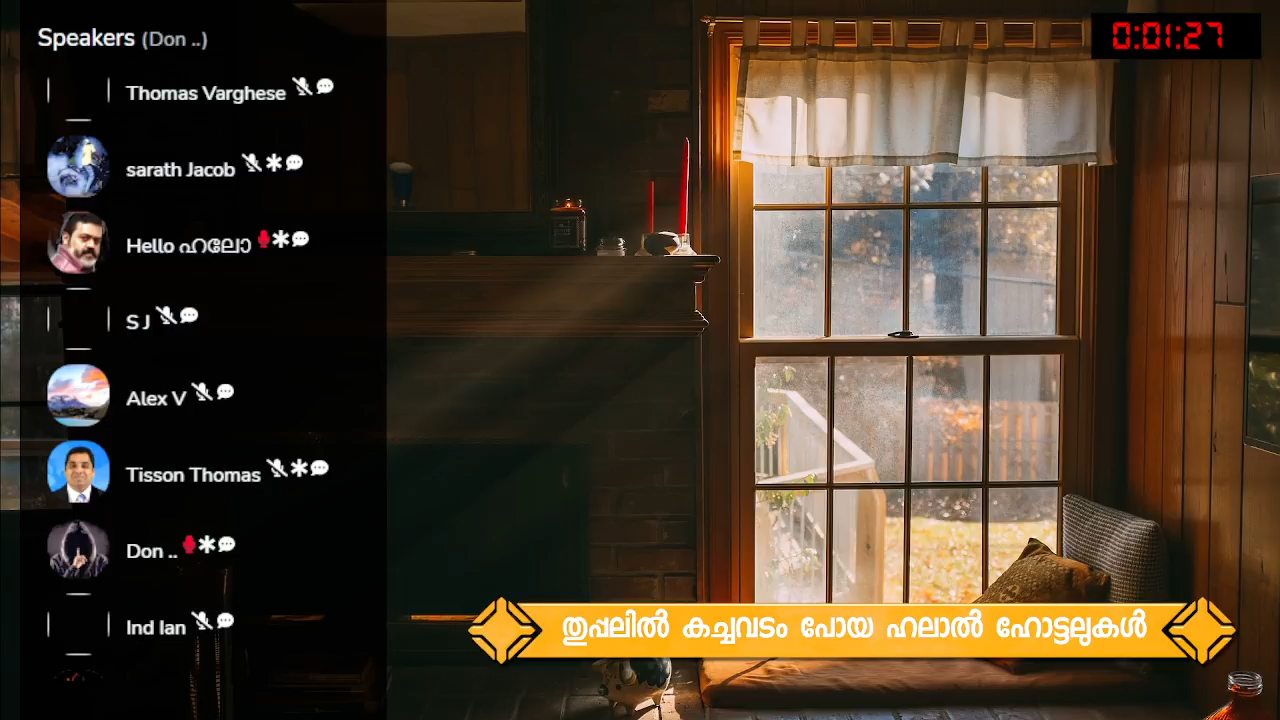 Speakers (Don ..)
0:01:27
Thomas Varghese
sarath Jacob
Hello ഹലോ
S J
Alex V
Tisson Thomas
Don ..
Ind Ian
തുപ്പലിൽ കച്ചവടം പോയ ഹലാൽ ഹോട്ടലുകൾ